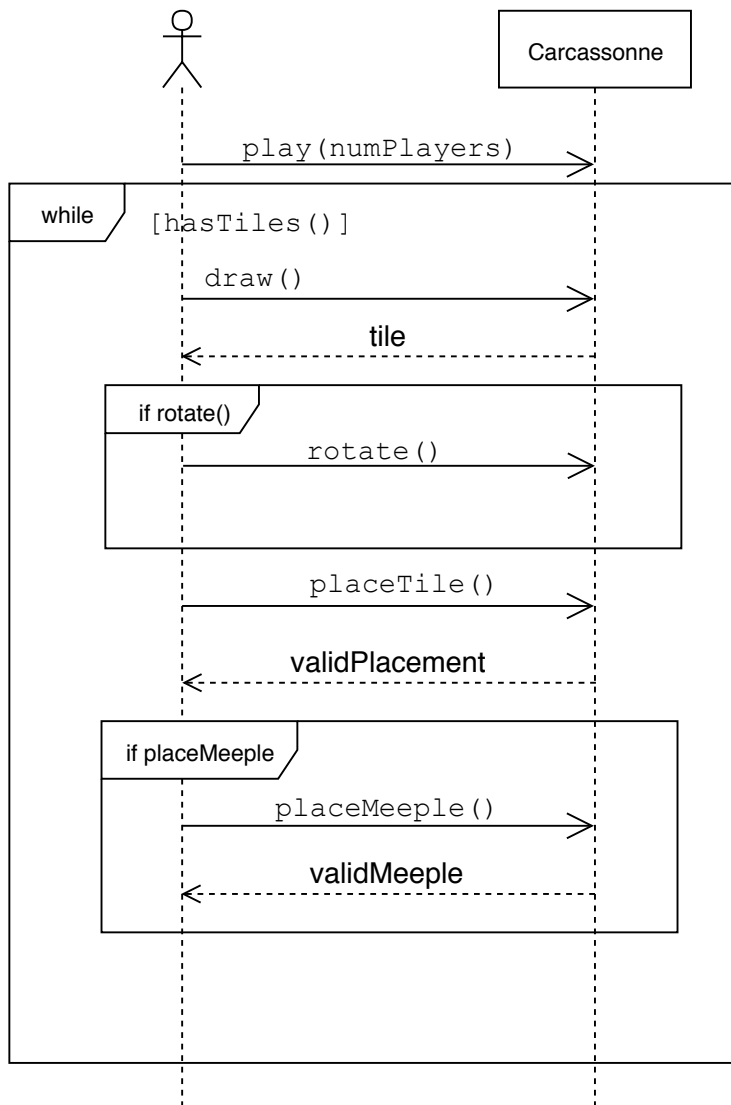 Carcassonne
play(numPlayers)
while
[hasTiles()]
draw()
tile
if rotate()
rotate()
placeTile()
validPlacement
if placeMeeple
placeMeeple()
validMeeple